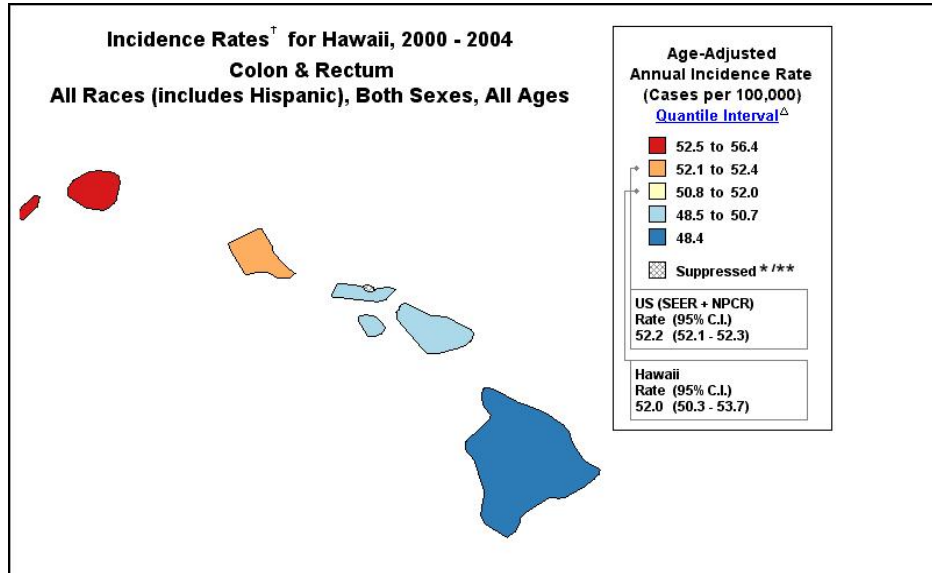 Incidence Rates† for Hawaii, 2000 - 2004
Colon & Rectum
All Races (includes Hispanic), Both Sexes, All Ages
Age-Adjusted
Annual Incidence Rate
(Cases per 100,000)
Quantile Interval△
52.5 to 56.4
52.1 to 52.4
50.8 to 52.0
48.5 to 50.7
48.4
Suppressed */**
US (SEER + NPCR)
Rate (95% C.I.)
52.2 (52.1 - 52.3)
Hawaii
Rate (95% C.I.)
52.0 (50.3 - 53.7)